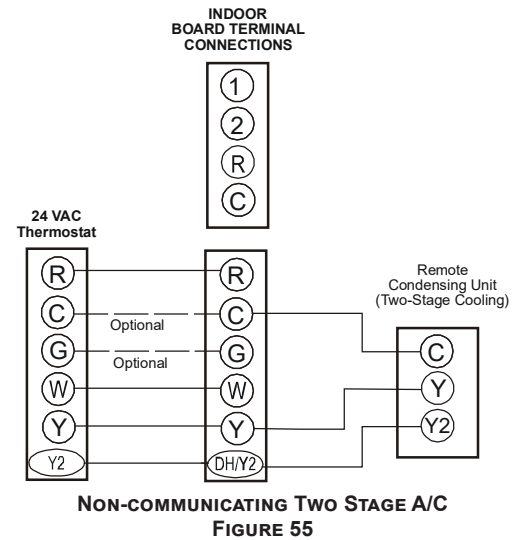 INDOOR
BOARD TERMINAL
CONNECTIONS
1
2
R
C
24 VAC
Thermostat
R
C
G
W
Y
Y2
Optional
Optional
R
C
G
W
Y
DH/Y2
Remote
Condensing Unit
(Two-Stage Cooling)
C
Y
Y2
NON-COMMUNICATING TWO STAGE A/C
FIGURE 55